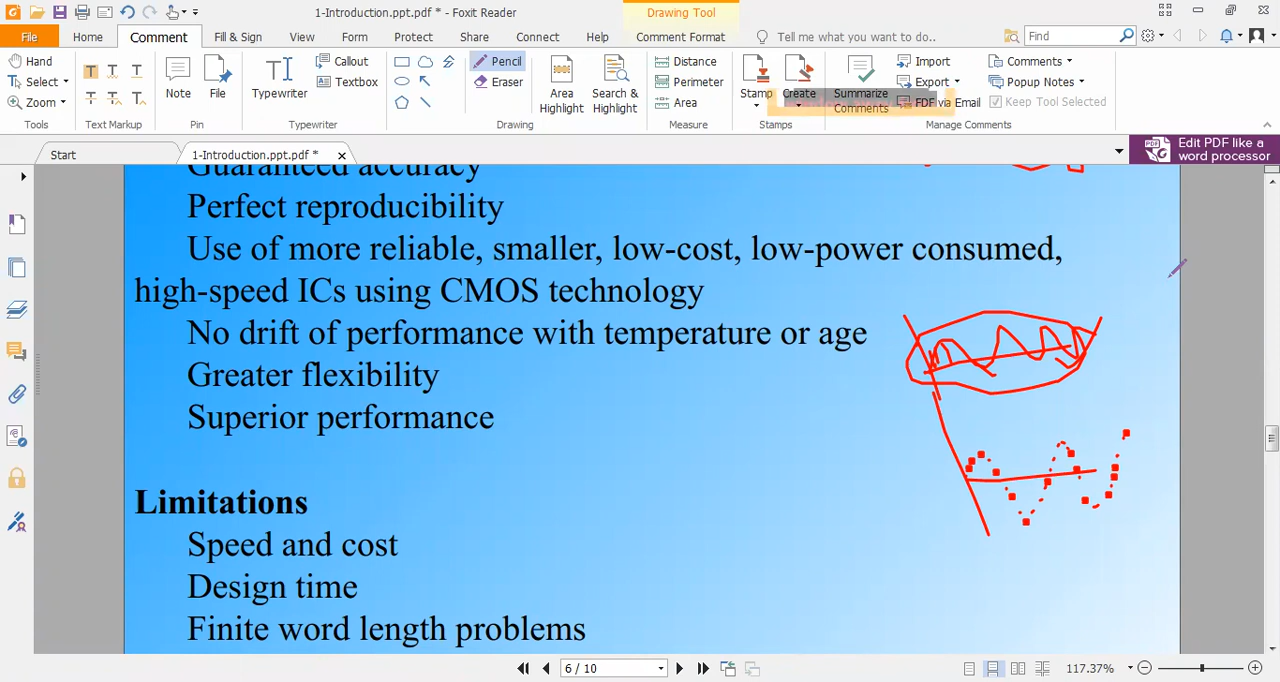 1-Introduction.ppt.pdf * - Foxit Reader
Drawing Tool
File
Home
Comment
Fill & Sign
View
Form
Protect
Share
Connect
Help
Comment Format
Tell me what you want to do..
Find
Hand
Select
Zoom
Tools
Text Markup
Note
File
Pin
Typewriter
Callout
Textbox
Typewriter
Pencil
Eraser
Drawing
Area Highlight
Search & Highlight
Distance
Perimeter
Area
Measure
Stamp
Create
Stamps
Summarize Comments
Import
Export
FDF via Email
Comments
Popup Notes
Keep Tool Selected
Manage Comments
Start
1-Introduction.ppt.pdf *
Edit PDF like a
word processor
Guaranteed accuracy
Perfect reproducibility
Use of more reliable, smaller, low-cost, low-power consumed,
high-speed ICs using CMOS technology
No drift of performance with temperature or age
Greater flexibility
Superior performance
Limitations
Speed and cost
Design time
Finite word length problems
6 / 10
117.37%